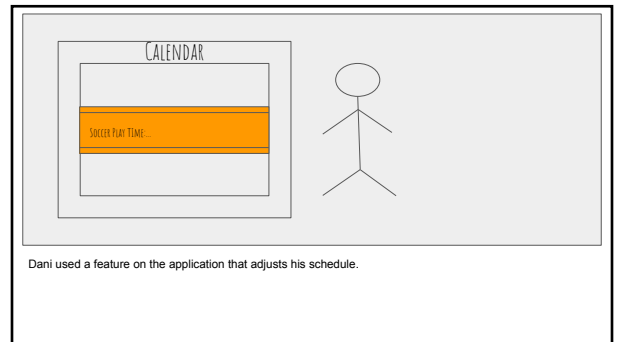 Calendar
Soccer Play Time:...
Dani used a feature on the application that adjusts his schedule.